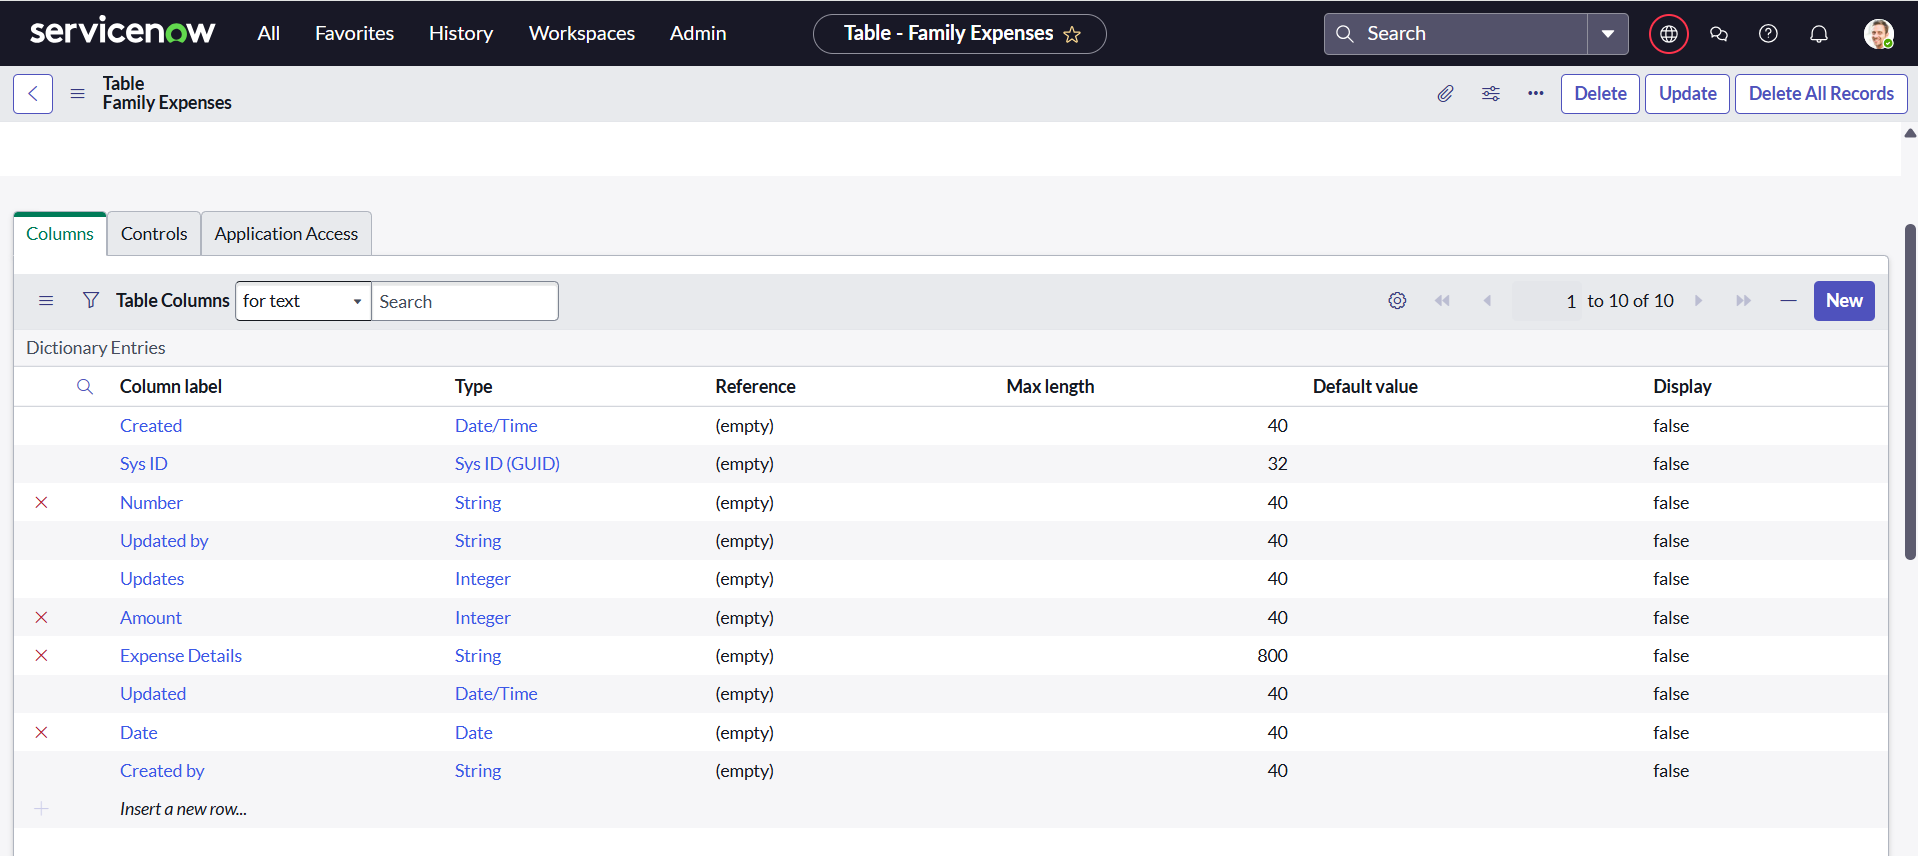 servicenow All Favorites History Workspaces Admin Table - Family Expenses Search
Table
Family Expenses
Delete Update Delete All Records
Columns Controls Application Access
Table Columns for text Search 1 to 10 of 10 New
Dictionary Entries
Column label Type Reference Max length Default value Display
Created Date/Time (empty) 40 false
Sys ID Sys ID (GUID) (empty) 32 false
Number String (empty) 40 false
Updated by String (empty) 40 false
Updates Integer (empty) 40 false
Amount Integer (empty) 40 false
Expense Details String (empty) 800 false
Updated Date/Time (empty) 40 false
Date Date (empty) 40 false
Created by String (empty) 40 false
Insert a new row...